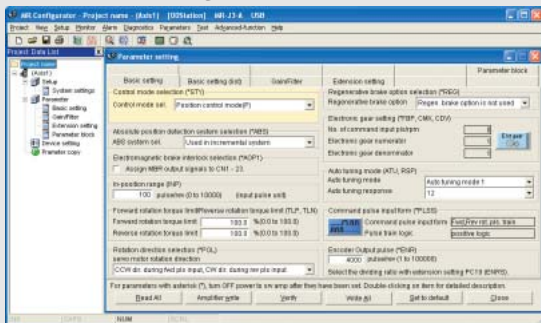 MR Configurator - Project name - (Axis1) [00Station] MR-J3-A USB
Project View Setup Monitor Alarm Diagnostics Parameters Test Advanced-function Help
Project Data List
Project name
(Axis1)
Setup
System settings
Parameter
Basic setting
Gain/Filter
Extension setting
Parameter block
Device setting
Parameter copy
Parameter setting
Parameter block
Basic setting Basic setting (list) Gain/Filter Extension setting
Control mode selection (*STY)
Control mode sel. Position control mode(P)
Absolute position detection system selection (*ABS)
ABS system sel. Used in incremental system
Electromagnetic brake interlock selection (*AOP1)
Assign MBR output signals to CN1 - 23.
In-position range (INP)
100 pulse (0 to 10000) (Input pulse unit)
Forward rotation torque limit/Reverse rotation torque limit (TLP, TLN)
Forward rotation torque limit 100.0 %(0.0 to 100.0)
Reverse rotation torque limit 100.0 %(0.0 to 100.0)
Rotation direction selection (*POL)
servo motor rotation direction
CCW dir. during fwd pls input, CW dir. during rev pls input
Regenerative brake option selection (*REG)
Regenerative brake option Regen. brake option is not used
Electronic gear setting (*FBP, CMX, CDV)
No. of command input pls/rpm
Electronic gear numerator
Electronic gear denominator
Auto tuning mode (ATU, RSP)
Auto tuning mode Auto tuning mode 1
Auto tuning response 12
Command pulse input form (*PLSS)
Command pulse input form Fwd,Rev rot. pls. train
Pulse train logic positive logic
Encoder Output pulse (*ENR)
4000 pulse/rev (1 to 100000)
Select the dividing ratio with extension setting PC19 (ENRS).
For parameters with asterisk (*), turn OFF power to srv amp after they have been set. Double-clicking on item for detailed description.
Read All Amplifier write Verify Write All Set to default Close
NUM